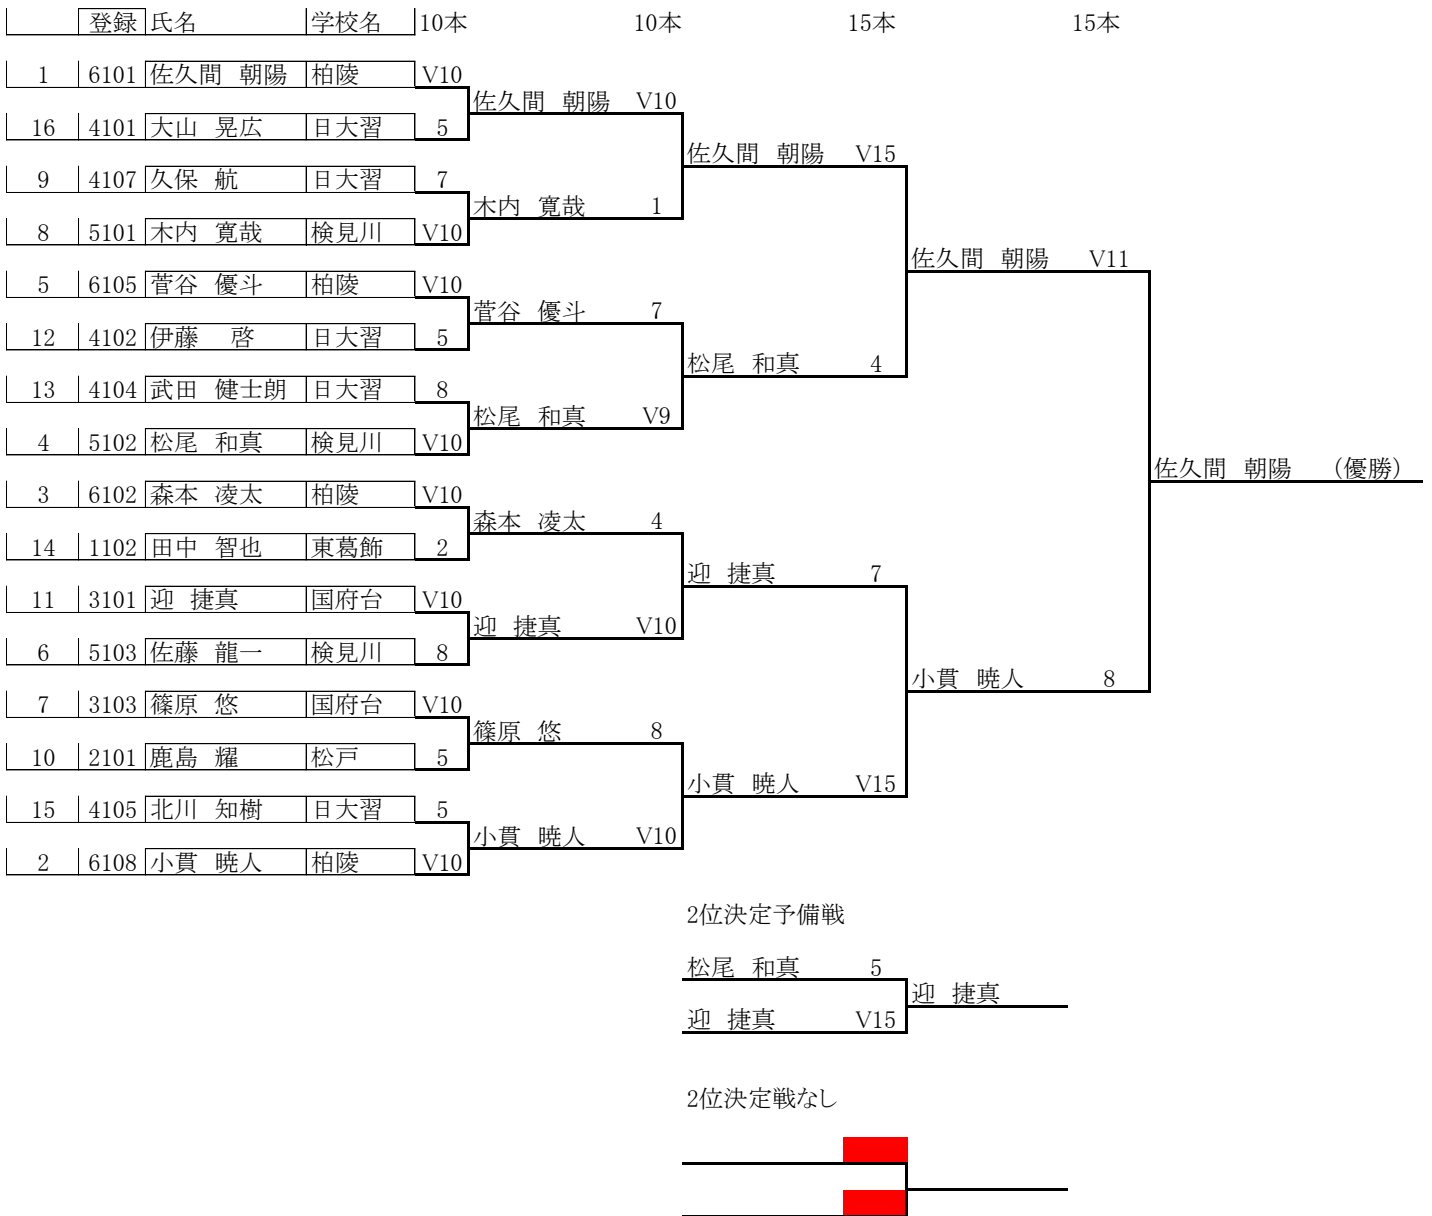 登録 氏名 学校名 10本 10本 15本 15本
1 6101 佐久間 朝陽 柏陵 V10
佐久間 朝陽 V10
16 4101 大山 晃広 日大習 5
佐久間 朝陽 V15
9 4107 久保 航 日大習 7
木内 寛哉 1
8 5101 木内 寛哉 検見川 V10
佐久間 朝陽 V11
5 6105 菅谷 優斗 柏陵 V10
菅谷 優斗 7
12 4102 伊藤 啓 日大習 5
松尾 和真 4
13 4104 武田 健士朗 日大習 8
松尾 和真 V9
4 5102 松尾 和真 検見川 V10
佐久間 朝陽 （優勝）
3 6102 森本 凌太 柏陵 V10
森本 凌太 4
14 1102 田中 智也 東葛飾 2
迎 捷真 7
11 3101 迎 捷真 国府台 V10
迎 捷真 V10
6 5103 佐藤 龍一 検見川 8
小貫 暁人 8
7 3103 篠原 悠 国府台 V10
篠原 悠 8
10 2101 鹿島 耀 松戸 5
小貫 暁人 V15
15 4105 北川 知樹 日大習 5
小貫 暁人 V10
2 6108 小貫 暁人 柏陵 V10
2位決定予備戦
松尾 和真 5
迎 捷真
迎 捷真 V15
2位決定戦なし